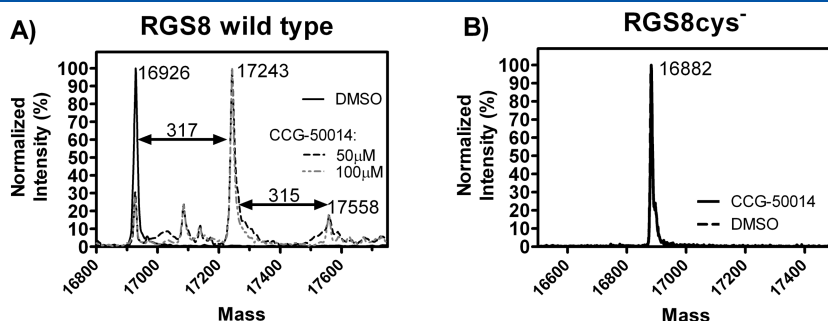 A) RGS8 wild type
Normalized
Intensity (%)
100
90
80
70
60
50
40
30
20
10
0
16926
17243
317
315
17558
DMSO
CCG-50014:
50μM
100μM
16800
17000
17200
17400
17600
Mass
B) RGS8cys⁻
Normalized
Intensity (%)
100
90
80
70
60
50
40
30
20
10
0
16882
CCG-50014
DMSO
16600
16800
17000
17200
17400
Mass